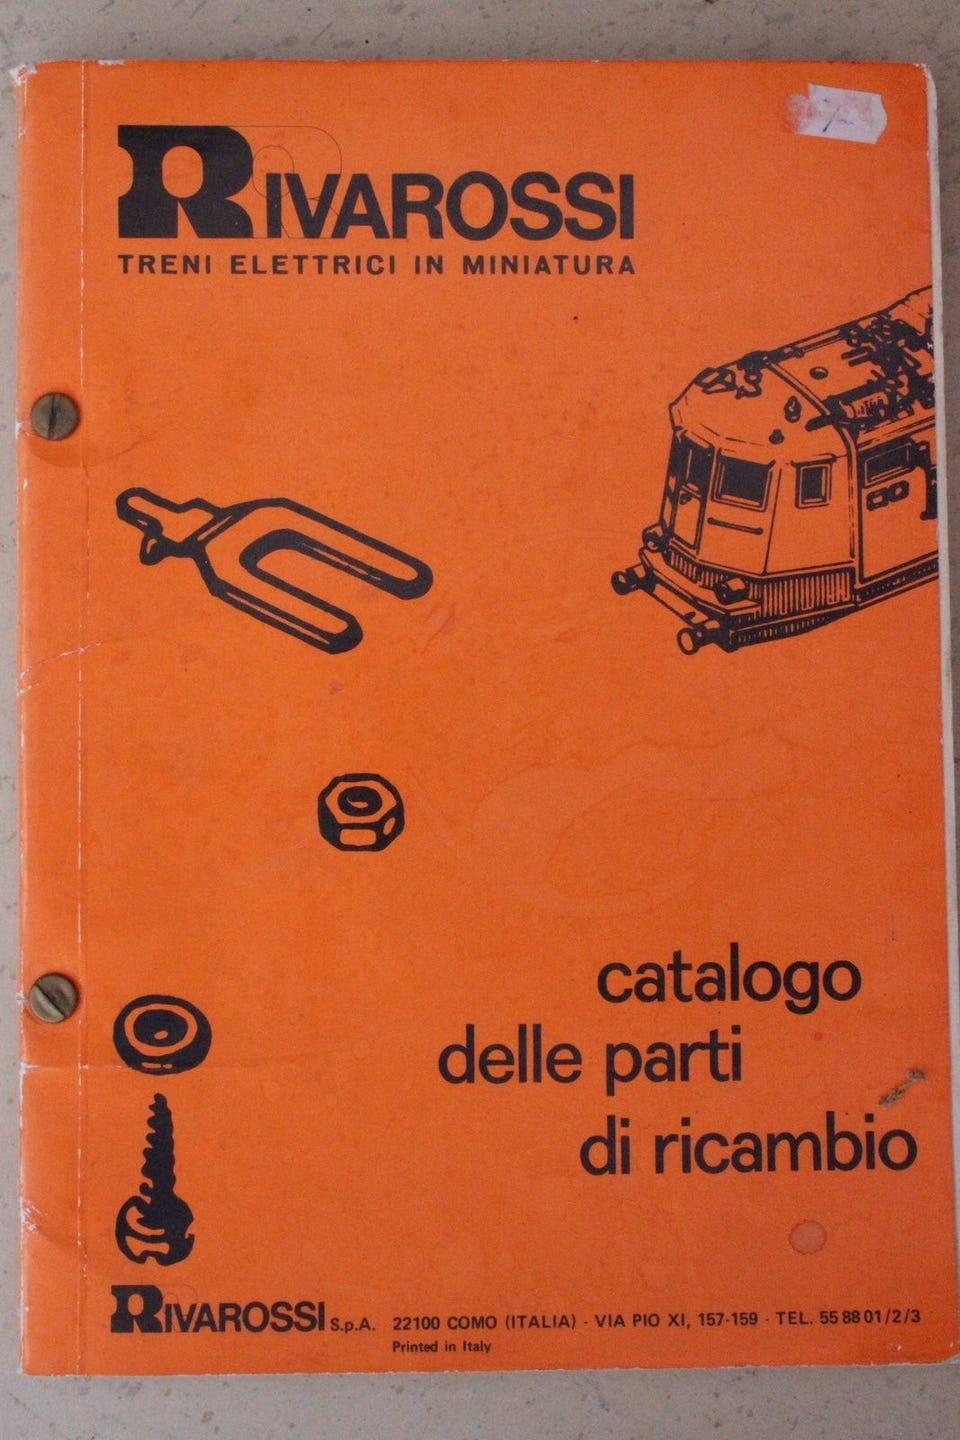 RIVAROSSI
TRENI ELETTRICI IN MINIATURA
catalogo
delle parti
di ricambio
RIVAROSSI S.p.A. 22100 COMO (ITALIA) - VIA PIO XI, 157-159 - TEL. 55 88 01/2/3
Printed in Italy